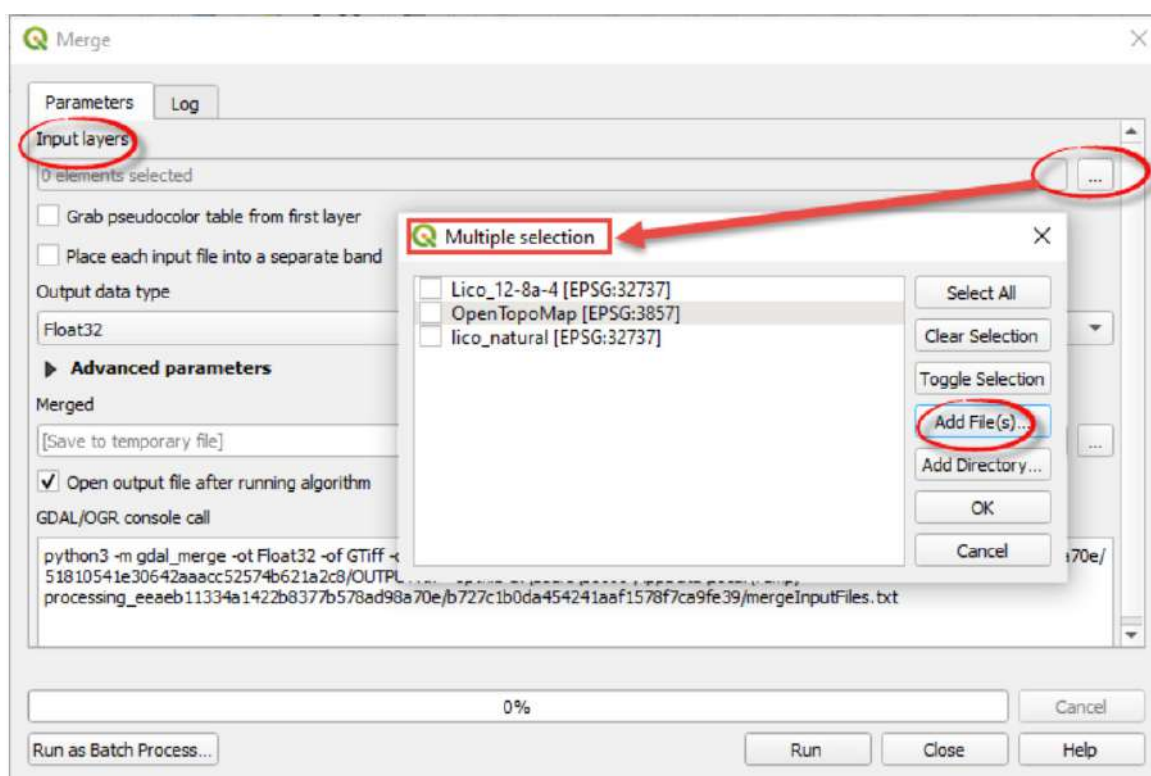 Merge
Parameters
Log
Input layers
0 elements selected
...
Grab pseudocolor table from first layer
Place each input file into a separate band
Output data type
Float32
Advanced parameters
Merged
[Save to temporary file]
...
Open output file after running algorithm
GDAL/OGR console call
python3 -m gdal_merge -ot Float32 -of GTiff
a70e/
51810541e30642aaacc52574b621a2c8/
processing_eeaeb11334a1422b8377b578ad98a70e/b727c1b0da454241aaf1578f7ca9fe39/mergeInputFiles.txt
Multiple selection
Lico_12-8a-4 [EPSG:32737]
OpenTopoMap [EPSG:3857]
lico_natural [EPSG:32737]
Select All
Clear Selection
Toggle Selection
Add File(s)...
Add Directory...
OK
Cancel
0%
Cancel
Run as Batch Process...
Run
Close
Help